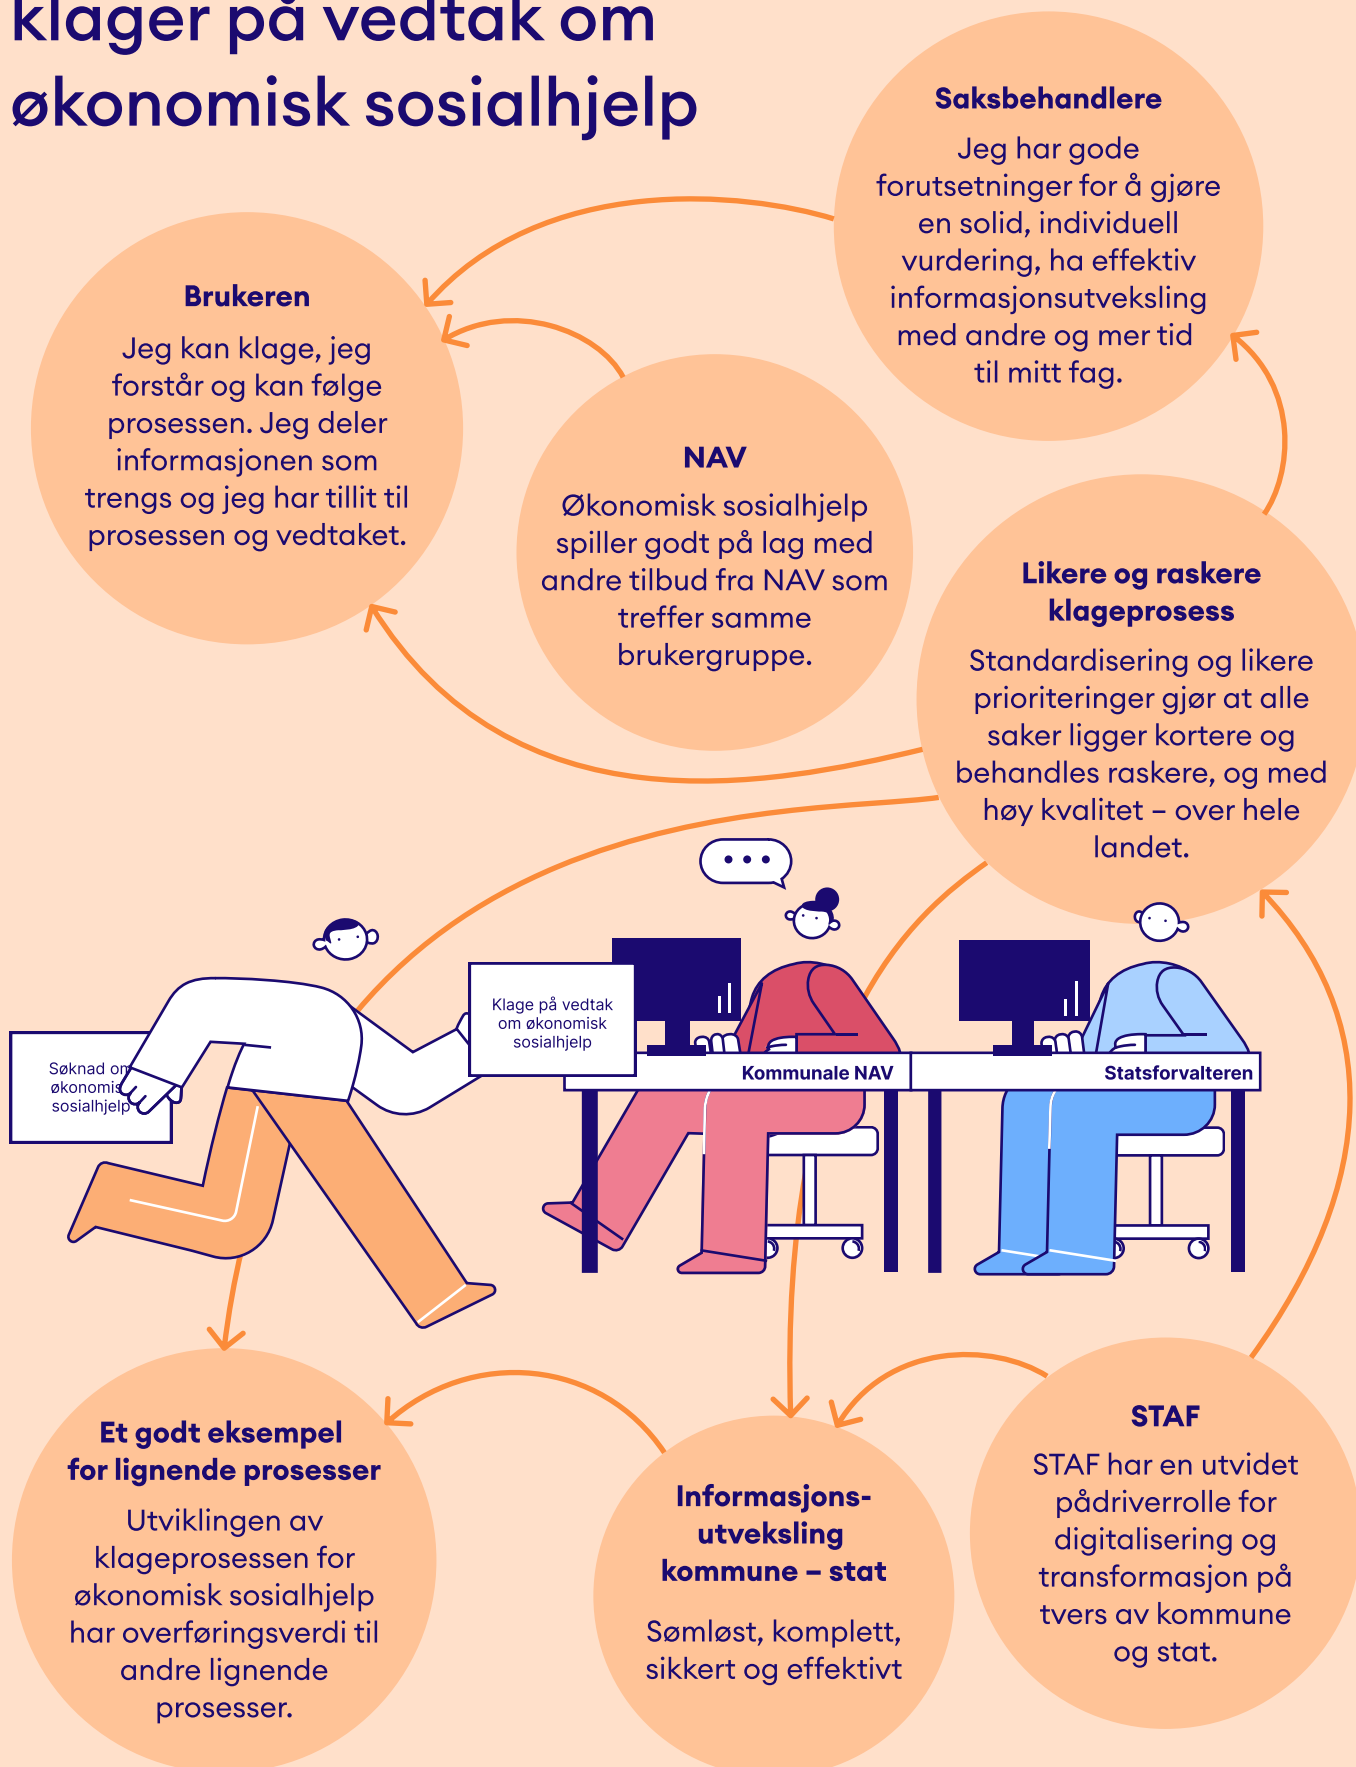 klager på vedtak om
økonomisk sosialhjelp
Saksbehandlere
Jeg har gode
forutsetninger for å gjøre
en solid, individuell
vurdering, ha effektiv
informasjonsutveksling
med andre og mer tid
til mitt fag.
Brukeren
Jeg kan klage, jeg
forstår og kan følge
prosessen. Jeg deler
informasjonen som
trengs og jeg har tillit til
prosessen og vedtaket.
NAV
Økonomisk sosialhjelp
spiller godt på lag med
andre tilbud fra NAV som
treffer samme
brukergruppe.
Likere og raskere
klageprosess
Standardisering og likere
prioriteringer gjør at alle
saker ligger kortere og
behandles raskere, og med
høy kvalitet – over hele
landet.
Klage på vedtak
om økonomisk
sosialhjelp
Søknad om
økonomisk
sosialhjelp
Kommunale NAV
Statsforvalteren
Et godt eksempel
for lignende prosesser
Utviklingen av
klageprosessen for
økonomisk sosialhjelp
har overføringsverdi til
andre lignende
prosesser.
Informasjons-
utveksling
kommune – stat
Sømløst, komplett,
sikkert og effektivt
STAF
STAF har en utvidet
pådriverrolle for
digitalisering og
transformasjon på
tvers av kommune
og stat.